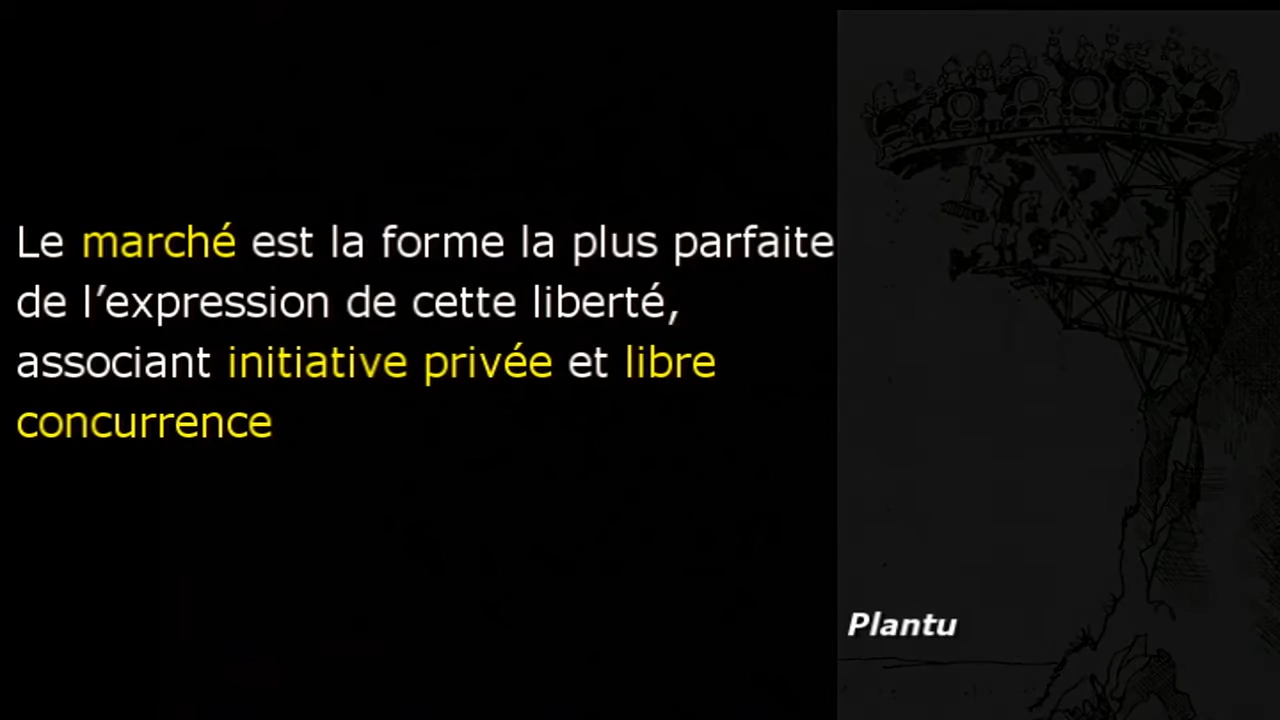 Le marché est la forme la plus parfaite
de l’expression de cette liberté,
associant initiative privée et libre
concurrence
Plantu